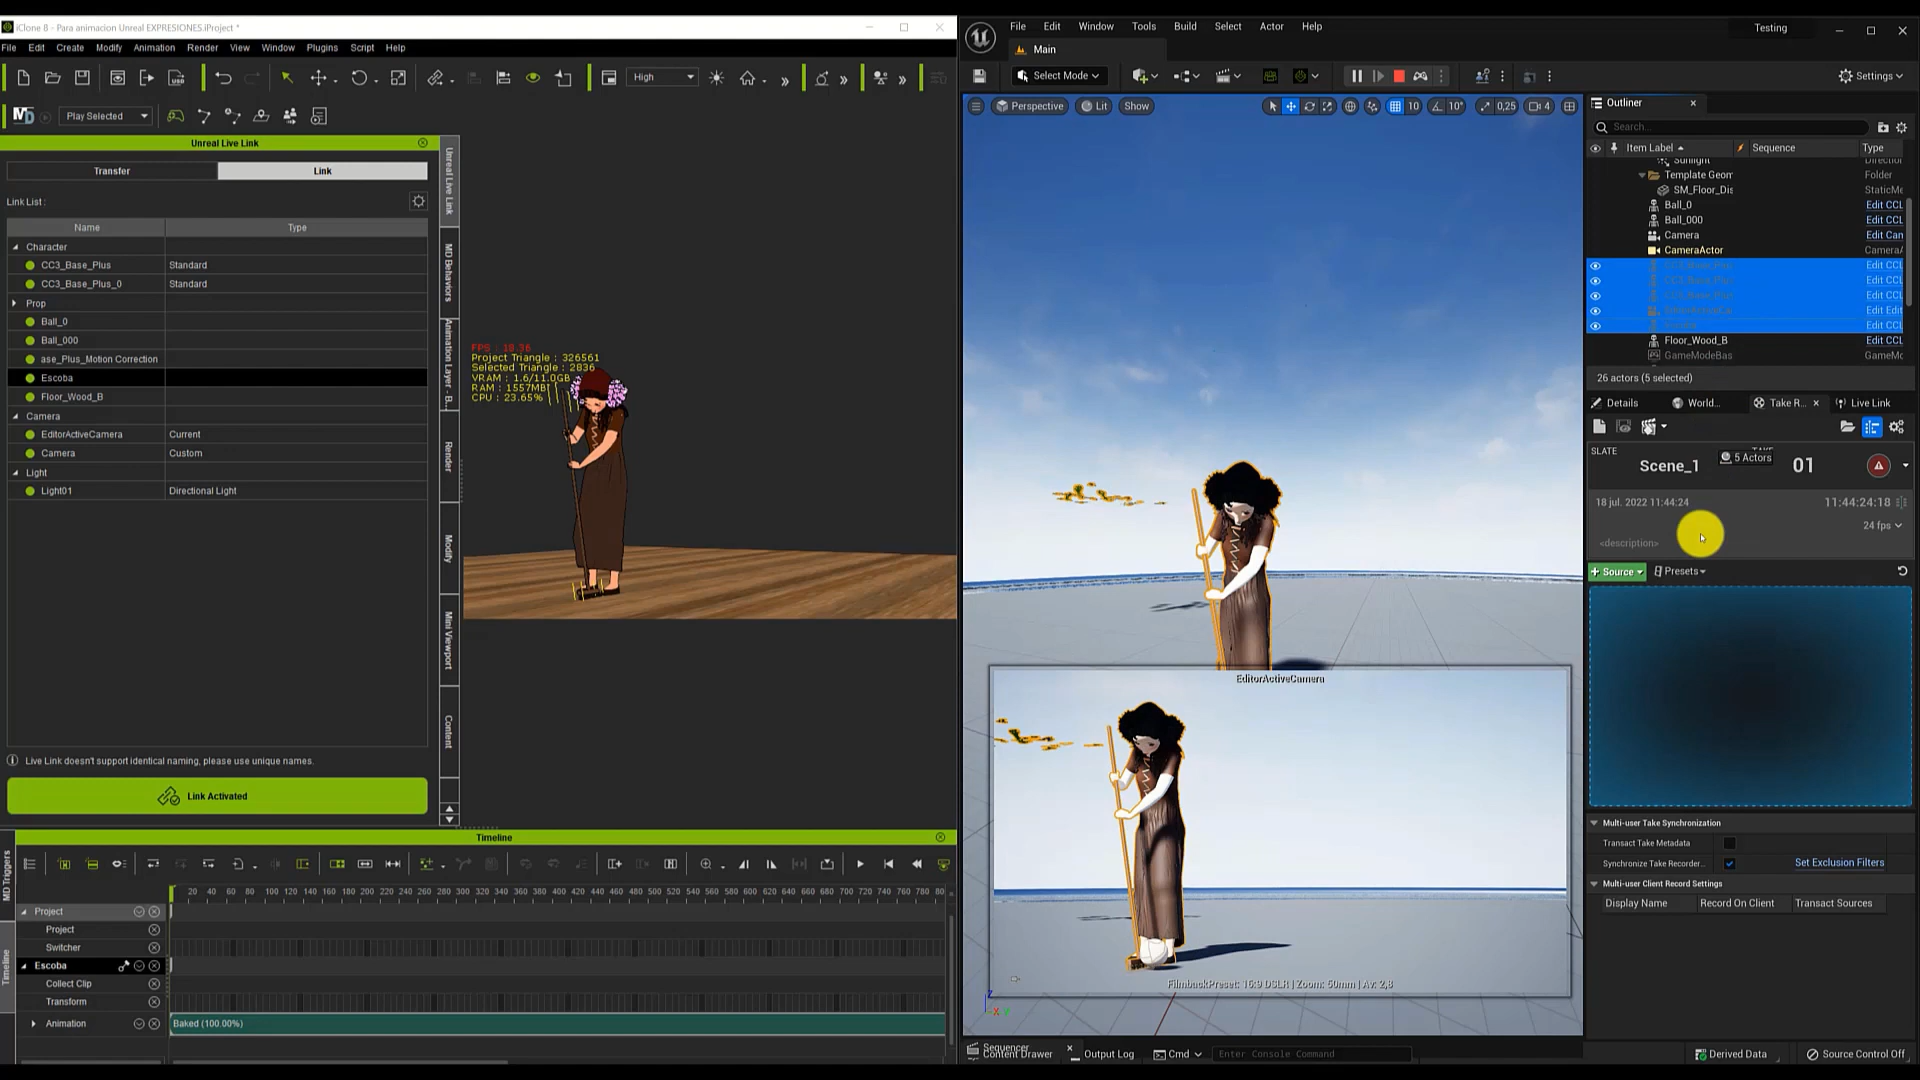 iClone 8 - Para animacion Unreal EXPRESIONES.iProject *
File Edit Create Modify Animation Render View Window Plugins Script Help
High
Play Selected
Unreal Live Link
Transfer
Link
Link List :
Name
Type
Character
CC3_Base_Plus
Standard
CC3_Base_Plus_0
Standard
Prop
Ball_0
Ball_000
ase_Plus_Motion Correction
Escoba
Floor_Wood_B
Camera
EditorActiveCamera
Current
Camera
Custom
Light
Light01
Directional Light
Live Link doesn't support identical naming, please use unique names.
Link Activated
Unreal Live Link
MD Behaviors
Animation Layer - B...
Render
Modify
Mini Viewport
Content
FPS : 18.36
Project Triangle : 326561
Selected Triangle : 2836
VRAM : 1.6/11.0GB
RAM : 1557MB
CPU : 23.65%
Timeline
MD Triggers
Timeline
20 40 60 80 100 120 140 160 180 200 220 240 260 280 300 320 340 360 380 400 420 440 460 480 500 520 540 560 580 600 620 640 660 680 700 720 740 760 780 80
Project
Project
Switcher
Escoba
Collect Clip
Transform
Animation
Baked (100.00%)
File Edit Window Tools Build Select Actor Help
Testing
Main
Select Mode
Settings
Perspective
Lit
Show
10
10°
0,25
4
EditorActiveCamera
FilmbackPreset: 16:9 DSLR | Zoom: 50mm | Av: 2,8
Sequencer
Content Drawer
Output Log
Cmd
Enter Console Command
Derived Data
Source Control Off
Outliner
Search...
Item Label
Sequence
Type
Sunlight
Direction
Template Geom
Folder
SM_Floor_Dis
StaticMe
Ball_0
Edit CCL
Ball_000
Edit CCL
Camera
Edit Cam
CameraActor
CameraA
Edit CCL
Edit CCL
Edit CCL
Edit Edit
Edit CCL
Floor_Wood_B
Edit CCL
GameModeBas
GameMo
26 actors (5 selected)
Details
World...
Take R...
Live Link
SLATE
TAKE
Scene_1
5 Actors
01
18 jul. 2022 11:44:24
11:44:24:18
24 fps
<description>
Source
Presets
Multi-user Take Synchronization
Transact Take Metadata
Synchronize Take Recorder...
Set Exclusion Filters
Multi-user Client Record Settings
Display Name
Record On Client
Transact Sources